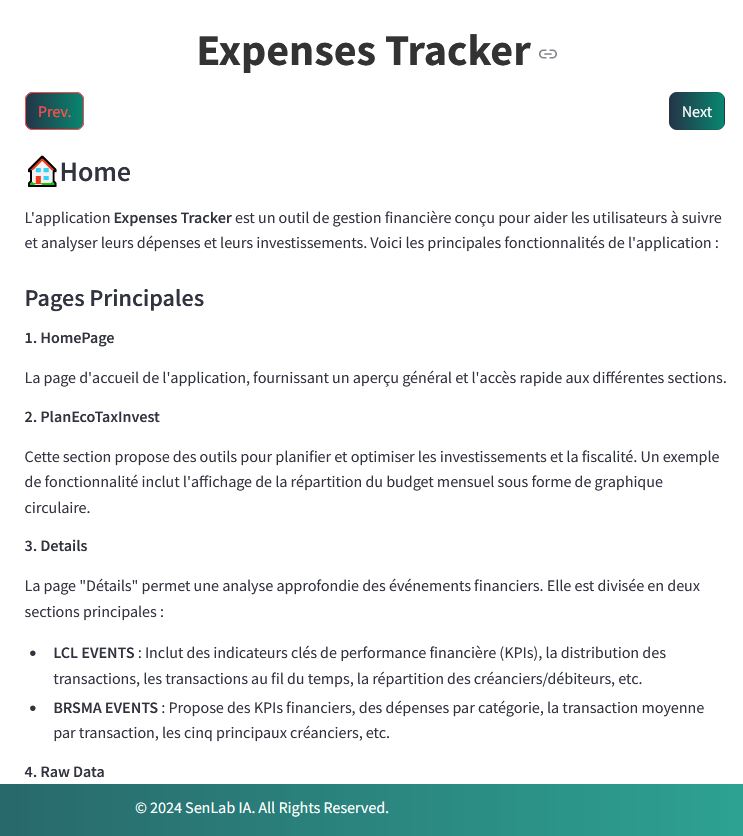 Expenses Tracker
Prev.
Next
Home
L'application Expenses Tracker est un outil de gestion financière conçu pour aider les utilisateurs à suivre
et analyser leurs dépenses et leurs investissements. Voici les principales fonctionnalités de l'application :
Pages Principales
1. HomePage
La page d'accueil de l'application, fournissant un aperçu général et l'accès rapide aux différentes sections.
2. PlanEcoTaxInvest
Cette section propose des outils pour planifier et optimiser les investissements et la fiscalité. Un exemple
de fonctionnalité inclut l'affichage de la répartition du budget mensuel sous forme de graphique
circulaire.
3. Details
La page "Détails" permet une analyse approfondie des événements financiers. Elle est divisée en deux
sections principales :
• LCL EVENTS : Inclut des indicateurs clés de performance financière (KPIs), la distribution des
transactions, les transactions au fil du temps, la répartition des créanciers/débiteurs, etc.
• BRSMA EVENTS : Propose des KPIs financiers, des dépenses par catégorie, la transaction moyenne
par transaction, les cinq principaux créanciers, etc.
4. Raw Data
© 2024 SenLab IA. All Rights Reserved.